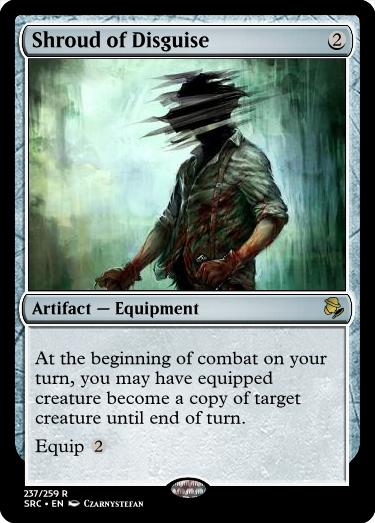 Shroud of Disguise 2
Artifact — Equipment
At the beginning of combat on your
turn, you may have equipped
creature become a copy of target
creature until end of turn.
Equip 2
237/259 R
SRC • EN Czarnystefan